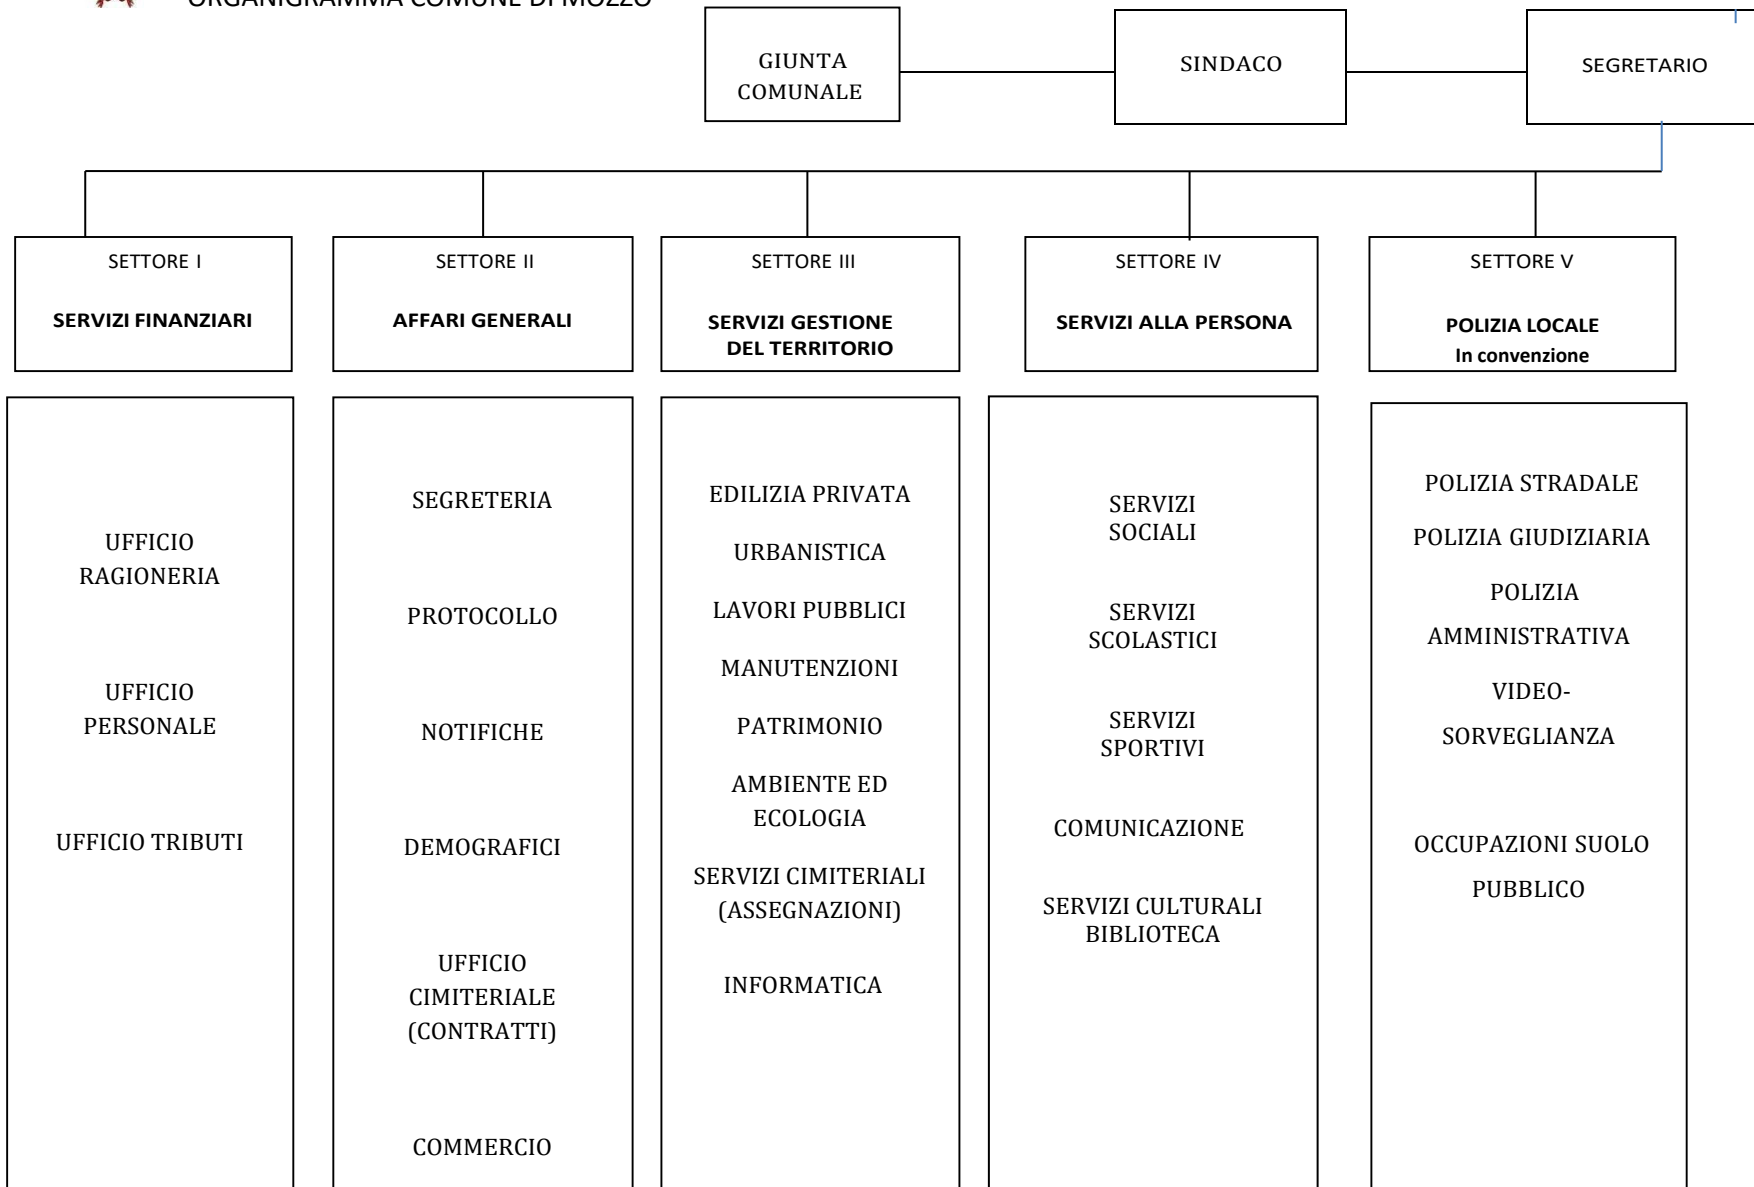 ORGANIGRAMMA COMUNE DI MOZZO
GIUNTA
COMUNALE
SINDACO
SEGRETARIO
SETTORE I
SERVIZI FINANZIARI
SETTORE II
AFFARI GENERALI
SETTORE III
SERVIZI GESTIONE
DEL TERRITORIO
SETTORE IV
SERVIZI ALLA PERSONA
SETTORE V
POLIZIA LOCALE
In convenzione
UFFICIO
RAGIONERIA
UFFICIO
PERSONALE
UFFICIO TRIBUTI
SEGRETERIA
PROTOCOLLO
NOTIFICHE
DEMOGRAFICI
UFFICIO
CIMITERIALE
(CONTRATTI)
COMMERCIO
EDILIZIA PRIVATA
URBANISTICA
LAVORI PUBBLICI
MANUTENZIONI
PATRIMONIO
AMBIENTE ED
ECOLOGIA
SERVIZI CIMITERIALI
(ASSEGNAZIONI)
INFORMATICA
SERVIZI
SOCIALI
SERVIZI
SCOLASTICI
SERVIZI
SPORTIVI
COMUNICAZIONE
SERVIZI CULTURALI
BIBLIOTECA
POLIZIA STRADALE
POLIZIA GIUDIZIARIA
POLIZIA
AMMINISTRATIVA
VIDEO-
SORVEGLIANZA
OCCUPAZIONI SUOLO
PUBBLICO